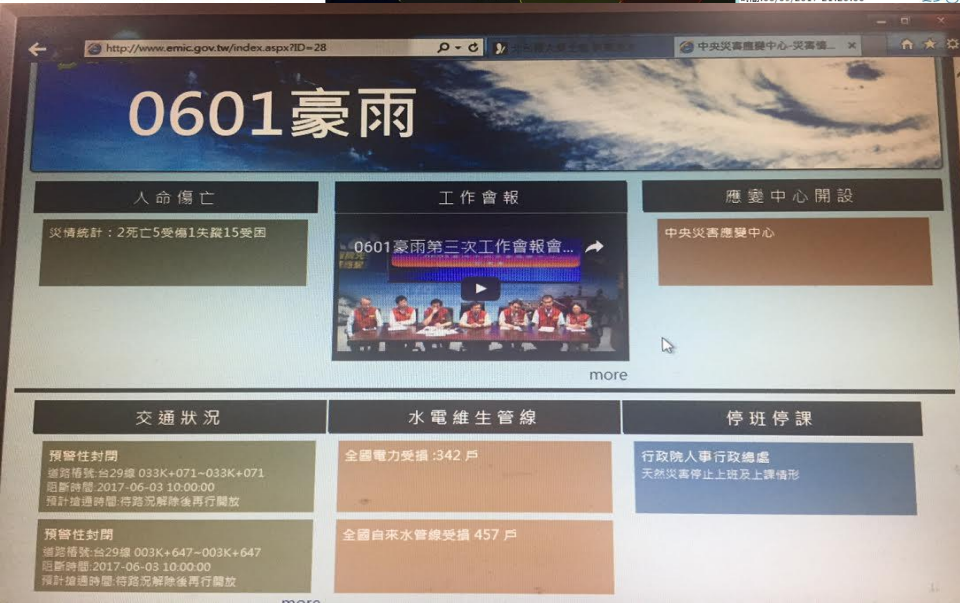 http://www.emic.gov.tw/index.aspx?ID=28
中央災害應變中心-災害情...
0601豪雨
人命傷亡
災情統計：2死亡5受傷1失蹤15受困
工作會報
0601豪雨第三次工作會報會...
more
應變中心開設
中央災害應變中心
交通狀況
預警性封閉
道路樁號:台29線 033K+071~033K+071
阻斷時間:2017-06-03 10:00:00
預計搶通時間:待路況解除後再行開放
預警性封閉
道路樁號:台29線 003K+647~003K+647
阻斷時間:2017-06-03 10:00:00
預計搶通時間:待路況解除後再行開放
more
水電維生管線
全國電力受損 :342 戶
全國自來水管線受損 457 戶
停班停課
行政院人事行政總處
天然災害停止上班及上課情形